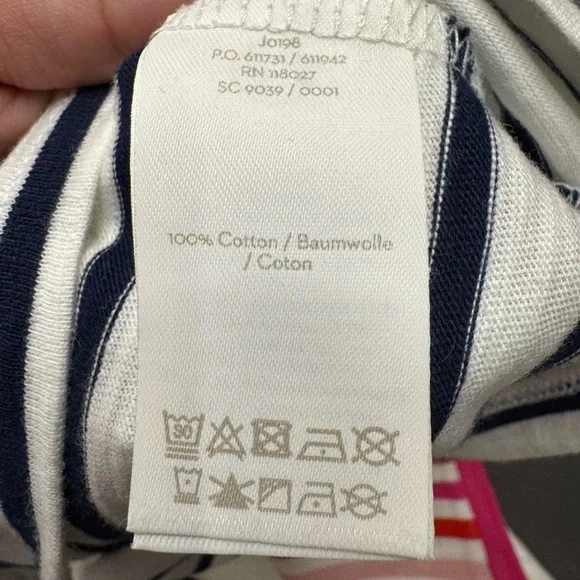 J0198
P.O. 611731 / 611942
RN 118027
SC 9039 / 0001
100% Cotton / Baumwolle
/ Coton